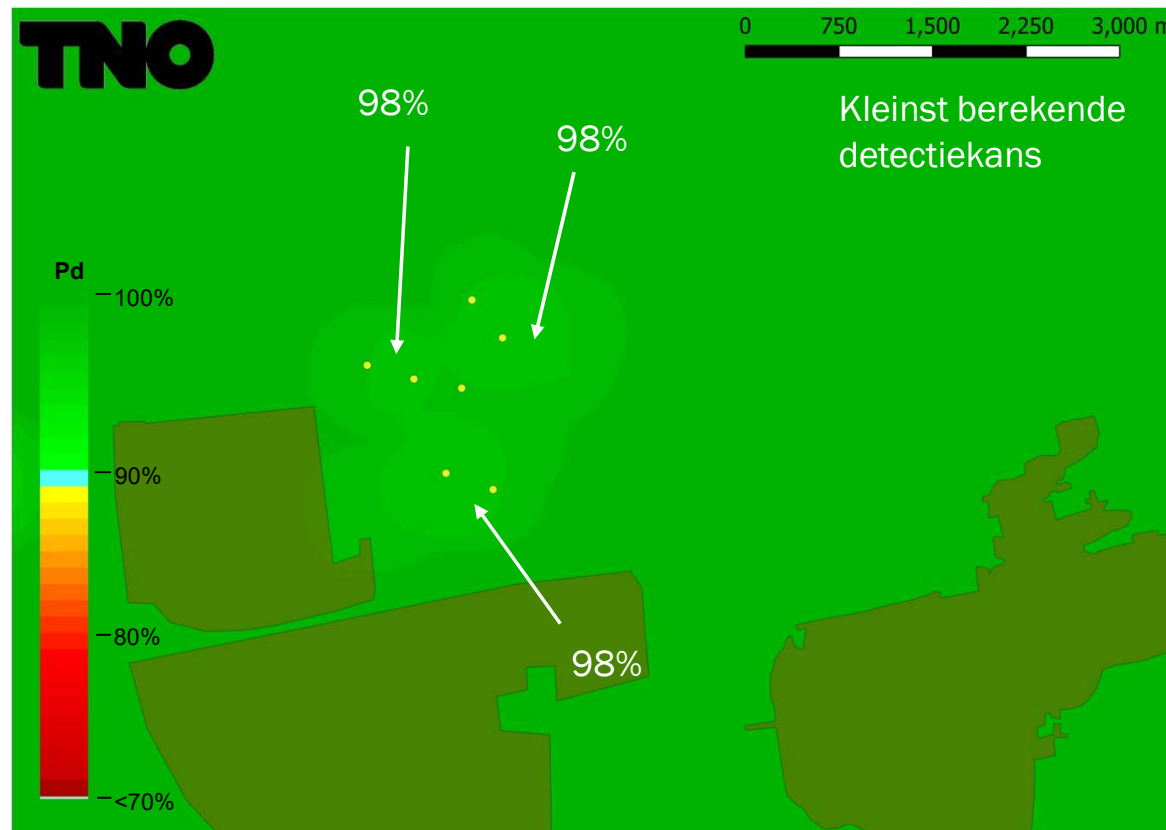 TNO
0 750 1,500 2,250 3,000 m
Kleinst berekende
detectiekans
98%
98%
Pd
100%
90%
80%
<70%
98%